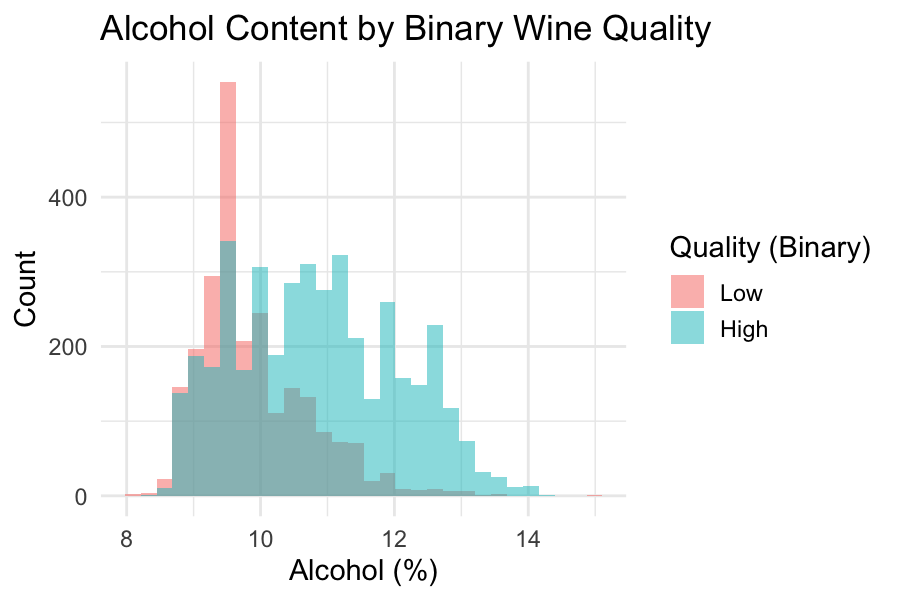 Alcohol Content by Binary Wine Quality
Count
400
200
0
8 10 12 14
Alcohol (%)
Quality (Binary)
Low
High